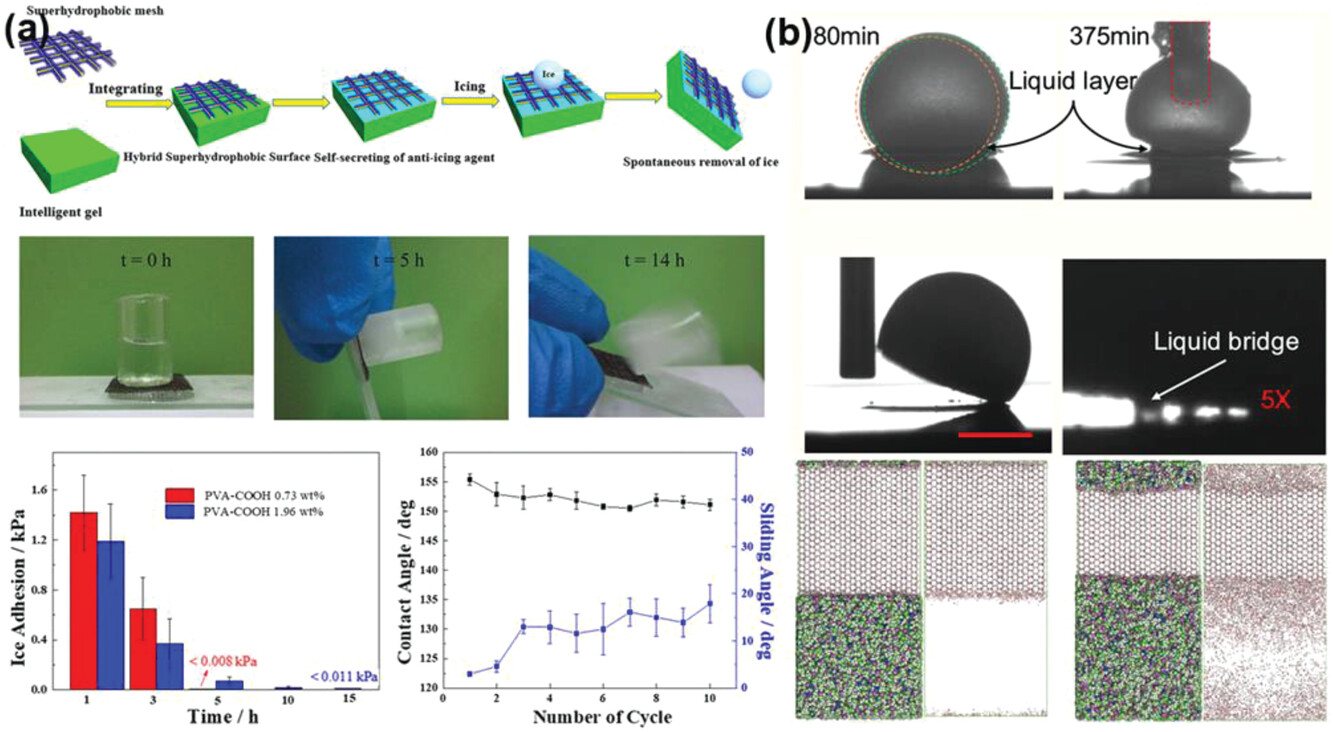 (a)
Superhydrophobic mesh
Integrating
Icing
Ice
Hybrid Superhydrophobic Surface
Self-secreting of anti-icing agent
Spontaneous removal of ice
Intelligent gel
t = 0 h
t = 5 h
t = 14 h
Ice Adhesion / kPa
1.6
1.2
0.8
0.4
0.0
PVA-COOH 0.73 wt%
PVA-COOH 1.96 wt%
< 0.008 kPa
< 0.011 kPa
1 3 5 10 15
Time / h
Contact Angle / deg
160
155
150
145
140
135
130
125
120
0 2 4 6 8 10
Number of Cycle
50
40
30
20
10
0
Sliding Angle / deg
(b)
80min
375min
Liquid layer
Liquid bridge
5X